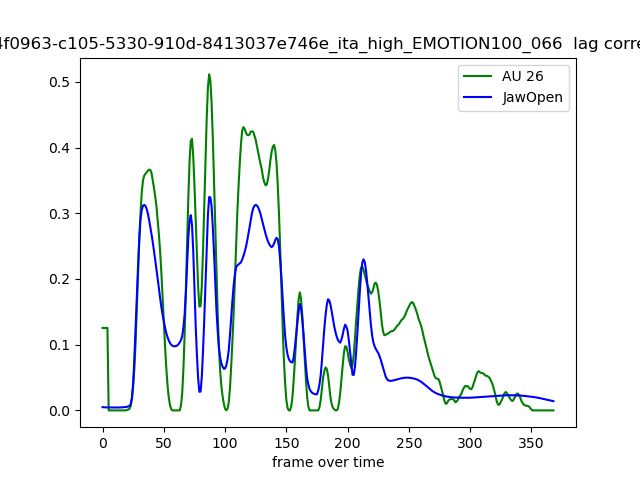 4f0963-c105-5330-910d-8413037e746e_ita_high_EMOTION100_066 lag corre
AU 26
JawOpen
0.5
0.4
0.3
0.2
0.1
0.0
0 50 100 150 200 250 300 350
frame over time